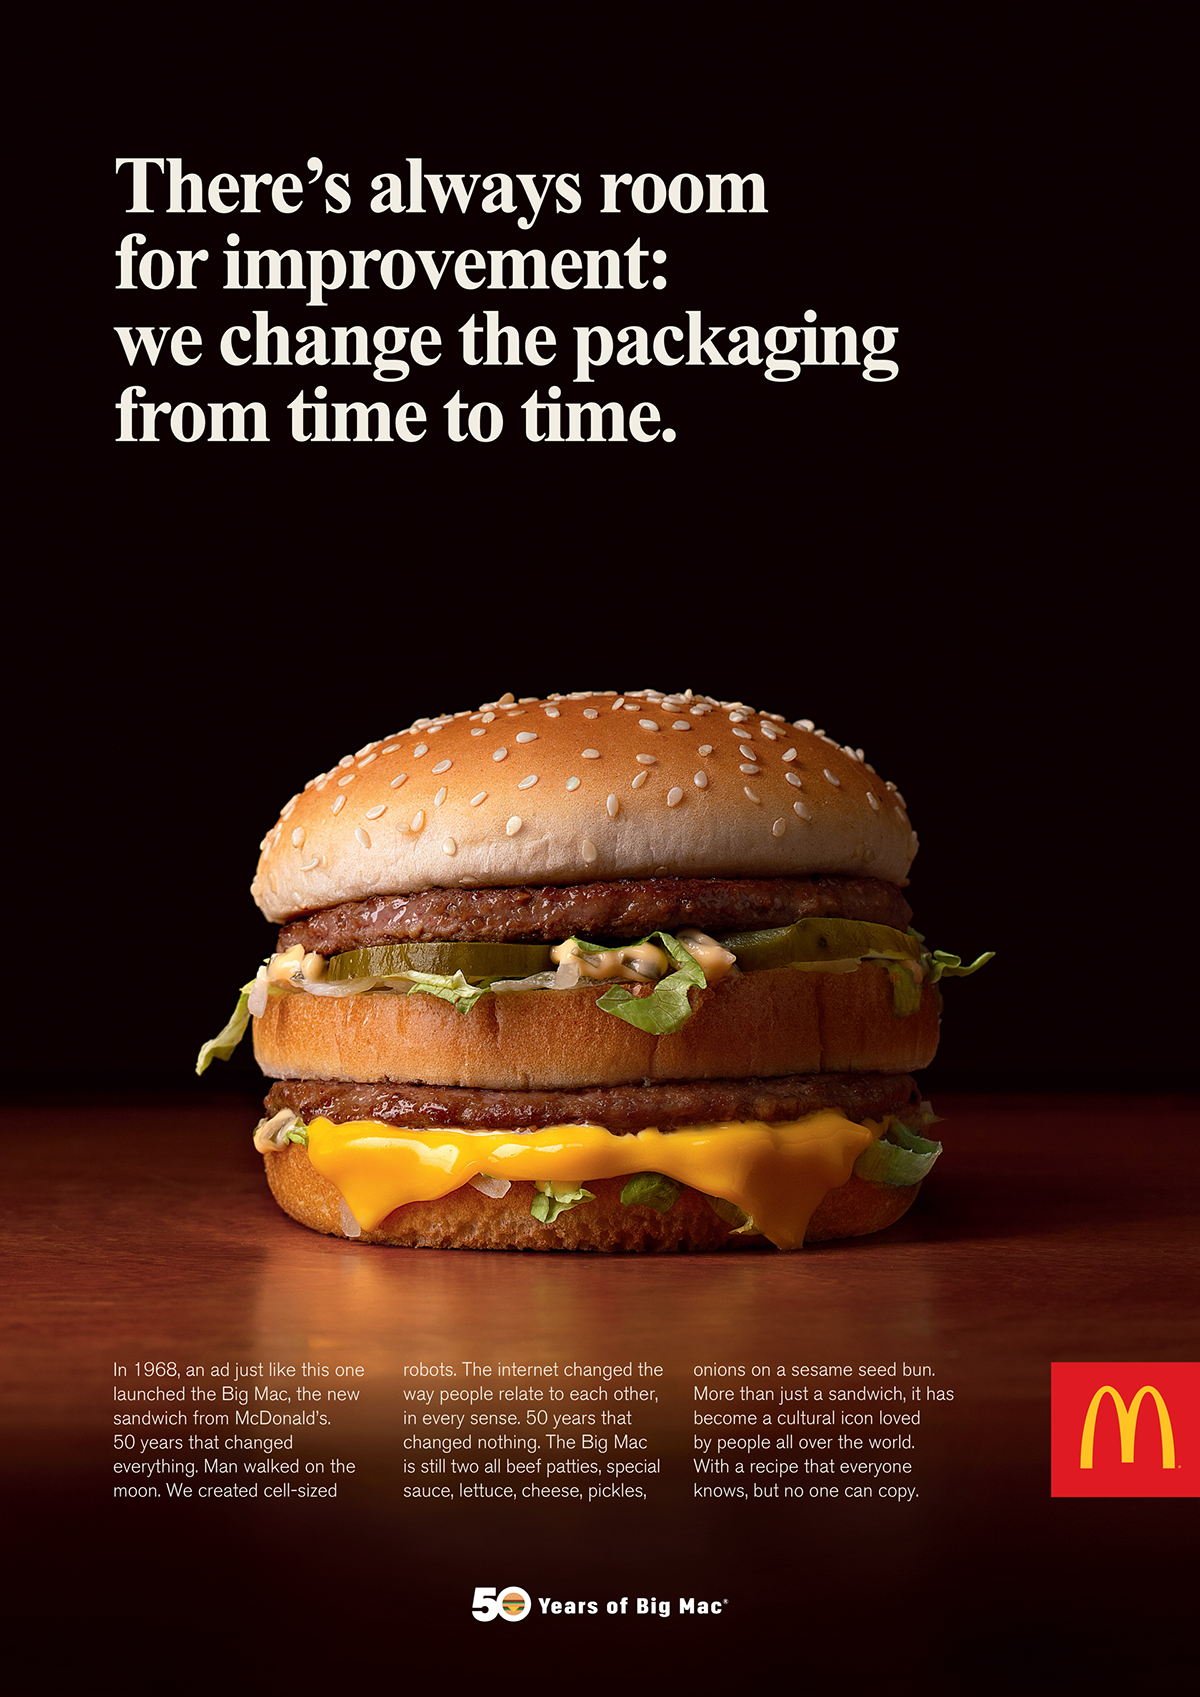 There’s always room
for improvement:
we change the packaging
from time to time.
In 1968, an ad just like this one
launched the Big Mac, the new
sandwich from McDonald’s.
50 years that changed
everything. Man walked on the
moon. We created cell-sized
robots. The internet changed the
way people relate to each other,
in every sense. 50 years that
changed nothing. The Big Mac
is still two all beef patties, special
sauce, lettuce, cheese, pickles,
onions on a sesame seed bun.
More than just a sandwich, it has
become a cultural icon loved
by people all over the world.
With a recipe that everyone
knows, but no one can copy.
M
50 Years of Big Mac®